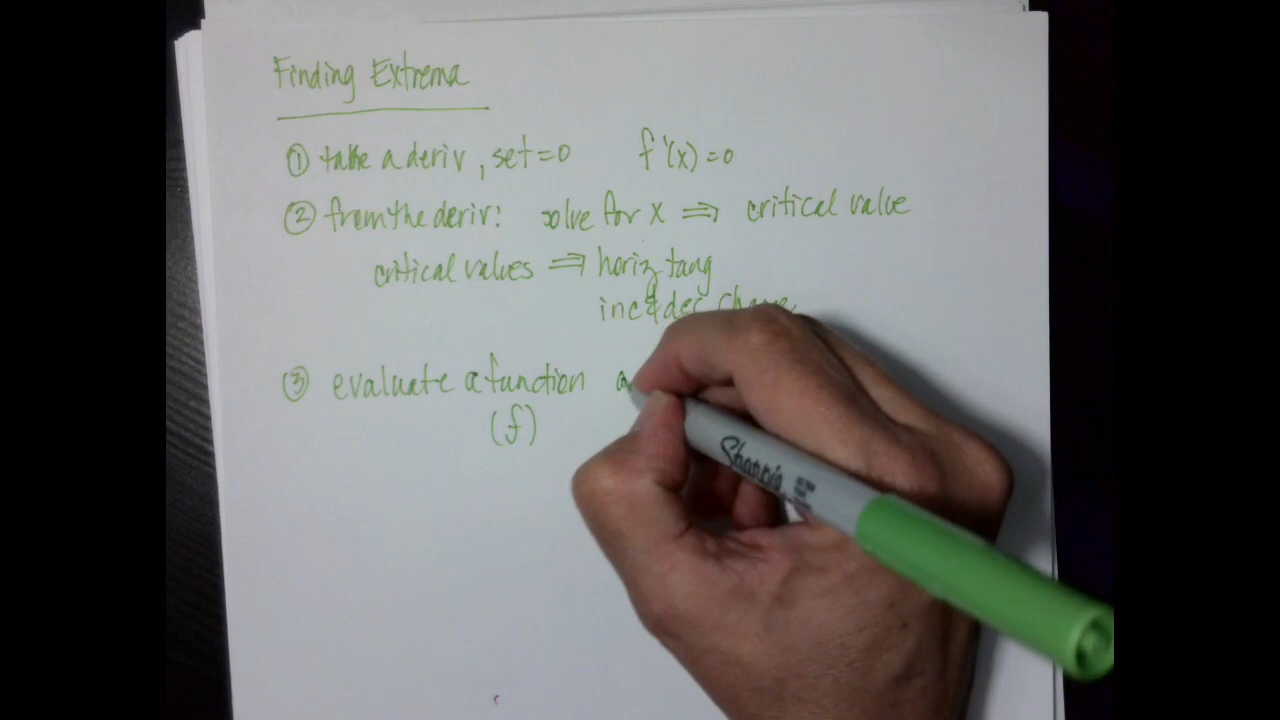 Finding Extrema
① take a deriv, set=0 f'(x)=0
② from the deriv: solve for x ⇒ critical value
critical values ⇒ horiz tang
inc & dec change
③ evaluate a function a
(f)
Sharpie